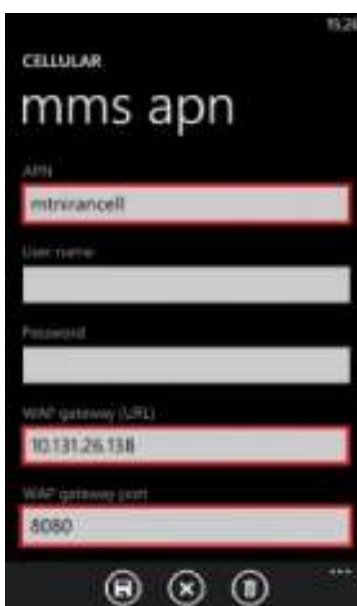 15:28
CELLULAR
mms apn
APN
mtnirancell
User name
Password
WAP gateway (URL)
10.131.26.138
WAP gateway port
8080